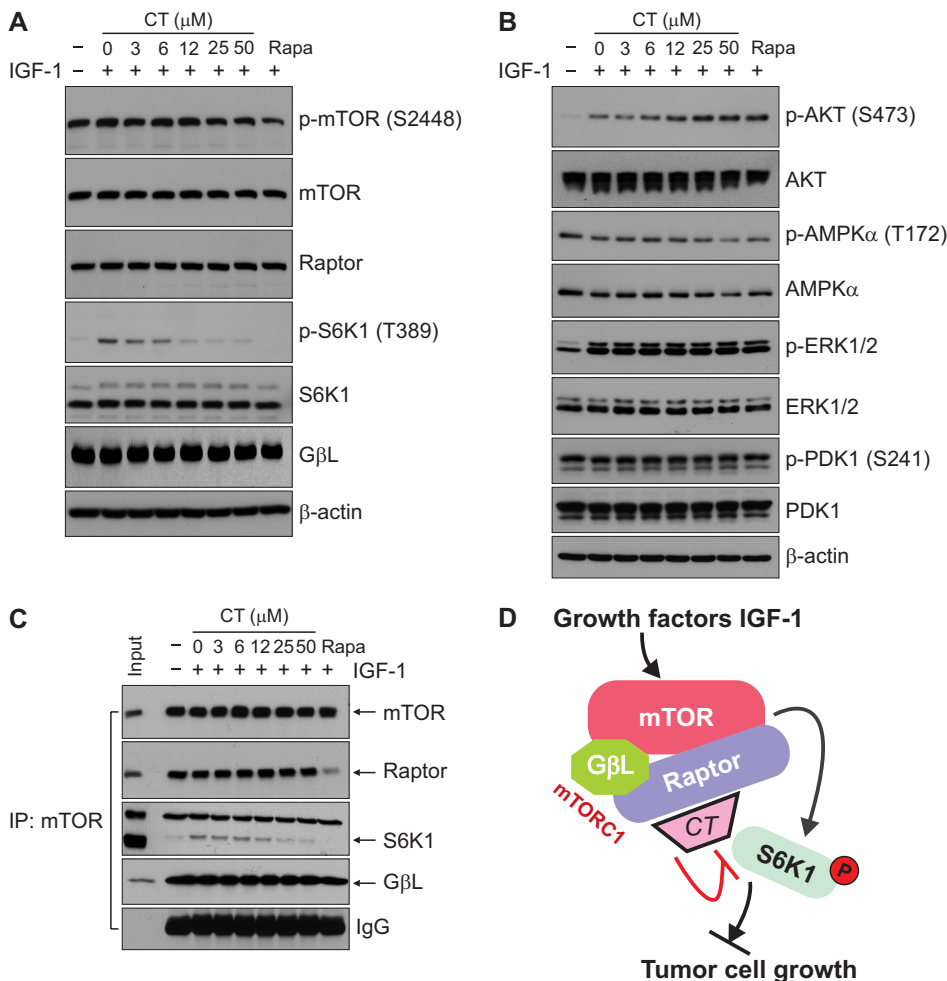 A
CT (μM)
– 0 3 6 12 25 50 Rapa
IGF-1 – + + + + + + +
p-mTOR (S2448)
mTOR
Raptor
p-S6K1 (T389)
S6K1
GβL
β-actin
B
CT (μM)
– 0 3 6 12 25 50 Rapa
IGF-1 – + + + + + + +
p-AKT (S473)
AKT
p-AMPKα (T172)
AMPKα
p-ERK1/2
ERK1/2
p-PDK1 (S241)
PDK1
β-actin
C
CT (μM)
Input – 0 3 6 12 25 50 Rapa
+ + + + + + + IGF-1
IP: mTOR
mTOR
Raptor
S6K1
GβL
IgG
D
Growth factors IGF-1
mTOR
GβL
Raptor
mTORC1
CT
S6K1
P
Tumor cell growth